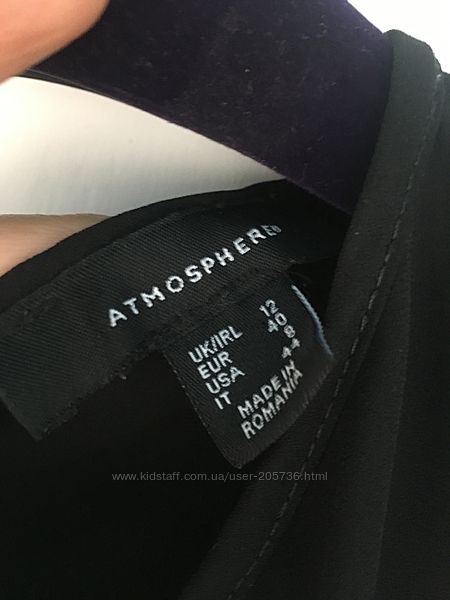 ATMOSPHERE®
UK/IRL 12
EUR 40
USA 8
IT 44
MADE IN
ROMANIA
www.kidstaff.com.ua/user-205736.html